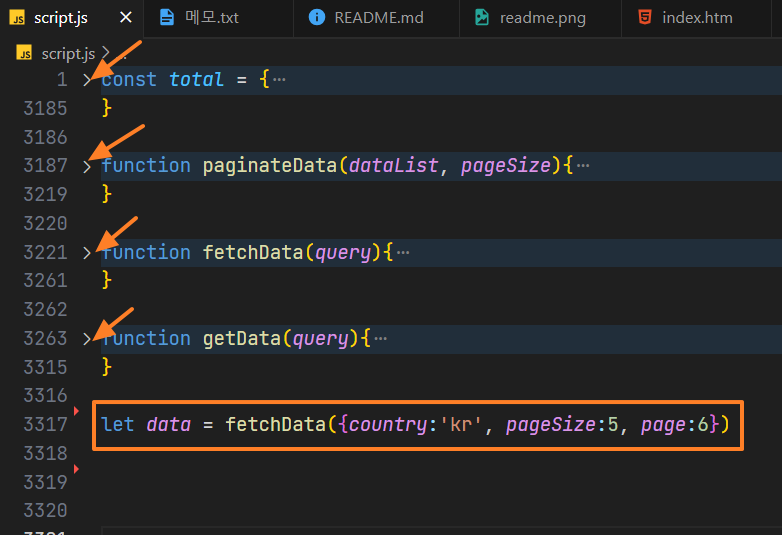 JS script.js × 메모.txt README.md readme.png index.htm
JS script.js > ...
1 > const total = {⋯
3185 }
3186
3187 > function paginateData(dataList, pageSize){⋯
3219 }
3220
3221 > function fetchData(query){⋯
3261 }
3262
3263 > function getData(query){⋯
3315 }
3316
3317 let data = fetchData({country:'kr', pageSize:5, page:6})
3318
3319
3320